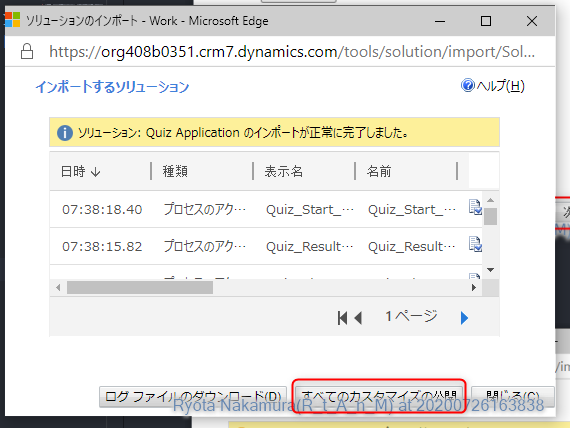 ソリューションのインポート - Work - Microsoft Edge
https://org408b0351.crm7.dynamics.com/tools/solution/import/Sol...
インポートするソリューション
ヘルプ(H)
ソリューション: Quiz Application のインポートが正常に完了しました。
日時 ↓ 種類 表示名 名前
07:38:18.40 プロセスのアク… Quiz_Start_… Quiz_Start_…
07:38:15.82 プロセスのアク… Quiz_Result… Quiz_Result…
1ページ
ログ ファイルのダウンロード(D) すべてのカスタマイズの公開 閉じる(C)
Ryota Nakamura(R_t_A_n_M) at 20200726163838